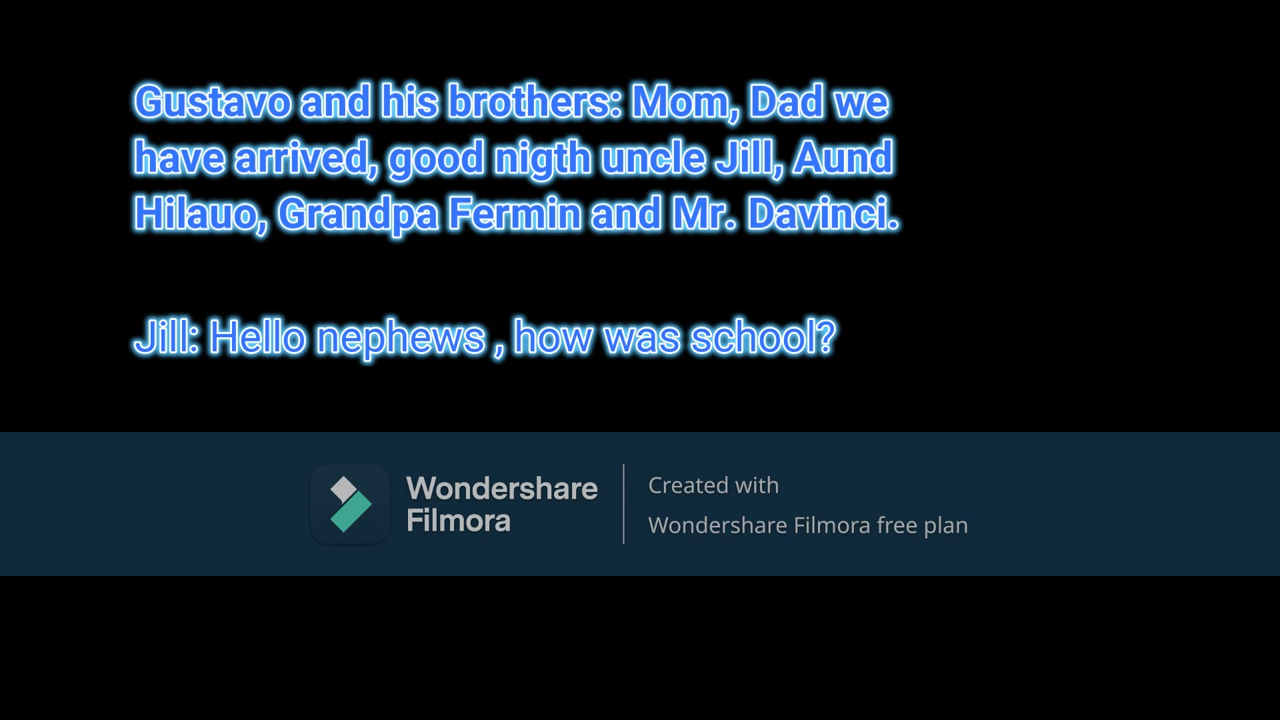 Gustavo and his brothers: Mom, Dad we
have arrived, good nigth uncle Jill, Aund
Hilauo, Grandpa Fermin and Mr. Davinci.
Jill: Hello nephews , how was school?
Wondershare
Filmora
Created with
Wondershare Filmora free plan